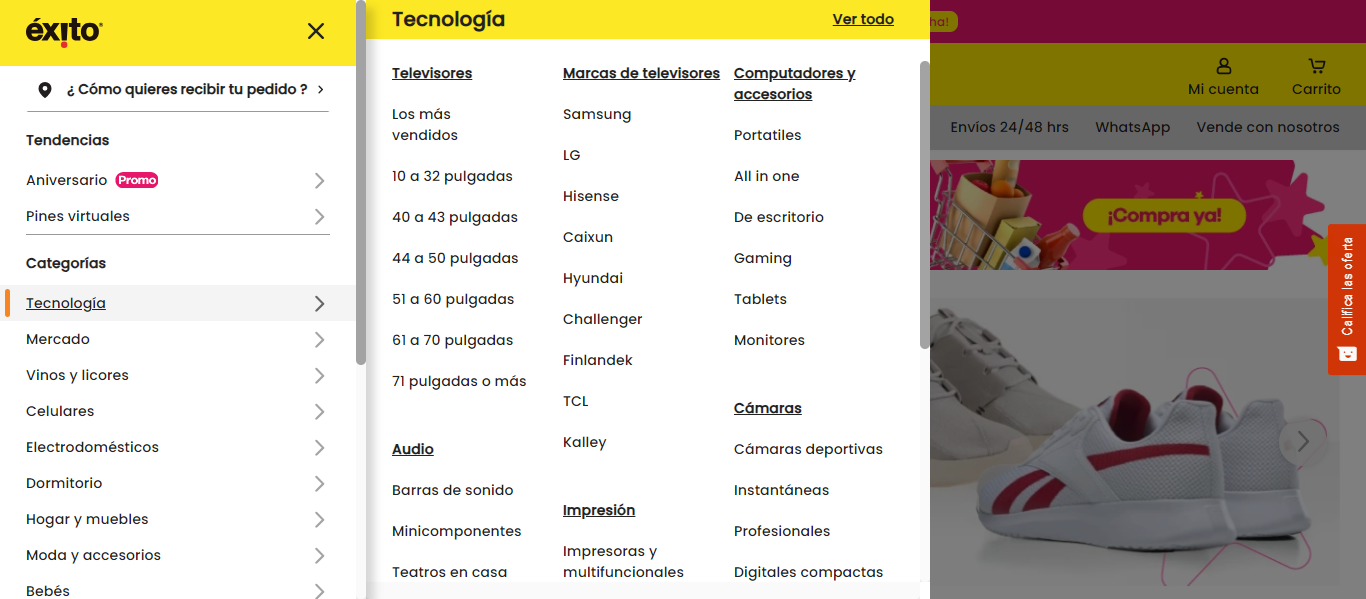 éxito
¿ Cómo quieres recibir tu pedido ?
Tendencias
Aniversario Promo
Pines virtuales
Categorías
Tecnología
Mercado
Vinos y licores
Celulares
Electrodomésticos
Dormitorio
Hogar y muebles
Moda y accesorios
Bebés
Tecnología
Ver todo
Televisores
Los más
vendidos
10 a 32 pulgadas
40 a 43 pulgadas
44 a 50 pulgadas
51 a 60 pulgadas
61 a 70 pulgadas
71 pulgadas o más
Audio
Barras de sonido
Minicomponentes
Teatros en casa
Marcas de televisores
Samsung
LG
Hisense
Caixun
Hyundai
Challenger
Finlandek
TCL
Kalley
Impresión
Impresoras y
multifuncionales
Computadores y
accesorios
Portatiles
All in one
De escritorio
Gaming
Tablets
Monitores
Cámaras
Cámaras deportivas
Instantáneas
Profesionales
Digitales compactas
Mi cuenta
Carrito
Envíos 24/48 hrs
WhatsApp
Vende con nosotros
¡Compra ya!
Califica las oferta